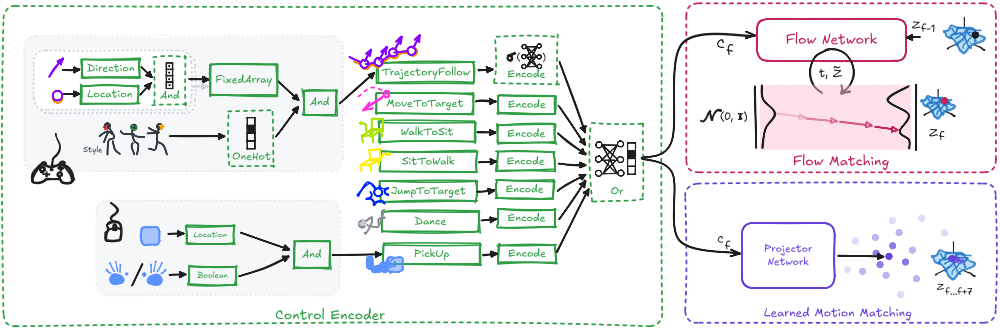 Direction
Location
And
FixedArray
And
Style
OneHot
Location
Boolean
/
And
TrajectoryFollow
MoveToTarget
WalkToSit
SitToWalk
JumpToTarget
Dance
PickUp
σ( )
Encode
Encode
Encode
Encode
Encode
Encode
Encode
Or
Control Encoder
C_f
Flow Network
Z_{f-1}
t, z̃
N(0, I)
Z_f
Flow Matching
C_f
Projector
Network
Z_{f...f+7}
Learned Motion Matching